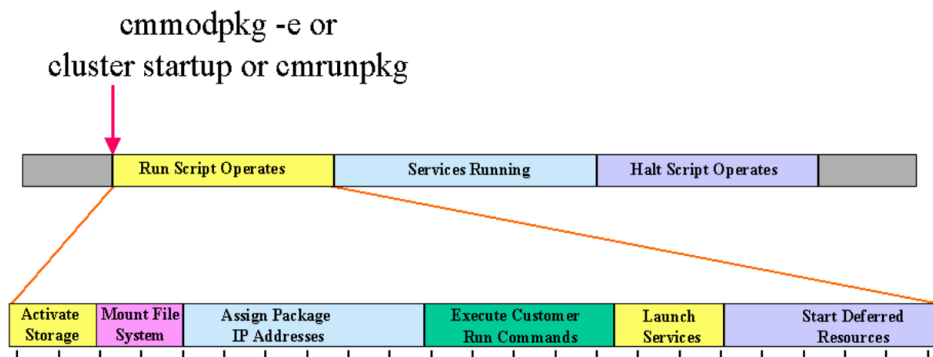 cmmodpkg -e or
cluster startup or cmrunpkg
Run Script Operates
Services Running
Halt Script Operates
Activate
Storage
Mount File
System
Assign Package
IP Addresses
Execute Customer
Run Commands
Launch
Services
Start Deferred
Resources